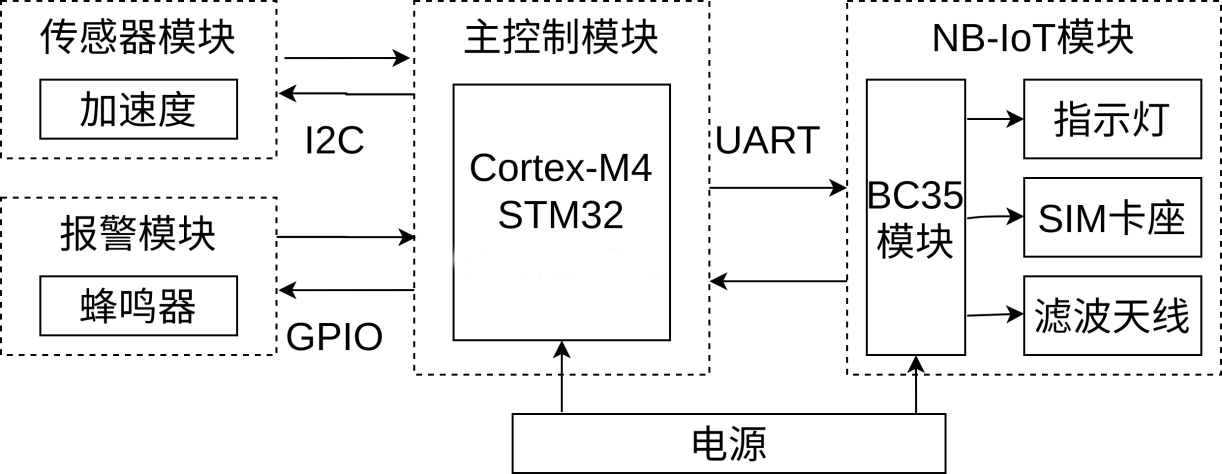 传感器模块
加速度
I2C
报警模块
蜂鸣器
GPIO
主控制模块
Cortex-M4
STM32
UART
NB-IoT模块
BC35
模块
指示灯
SIM卡座
滤波天线
电源